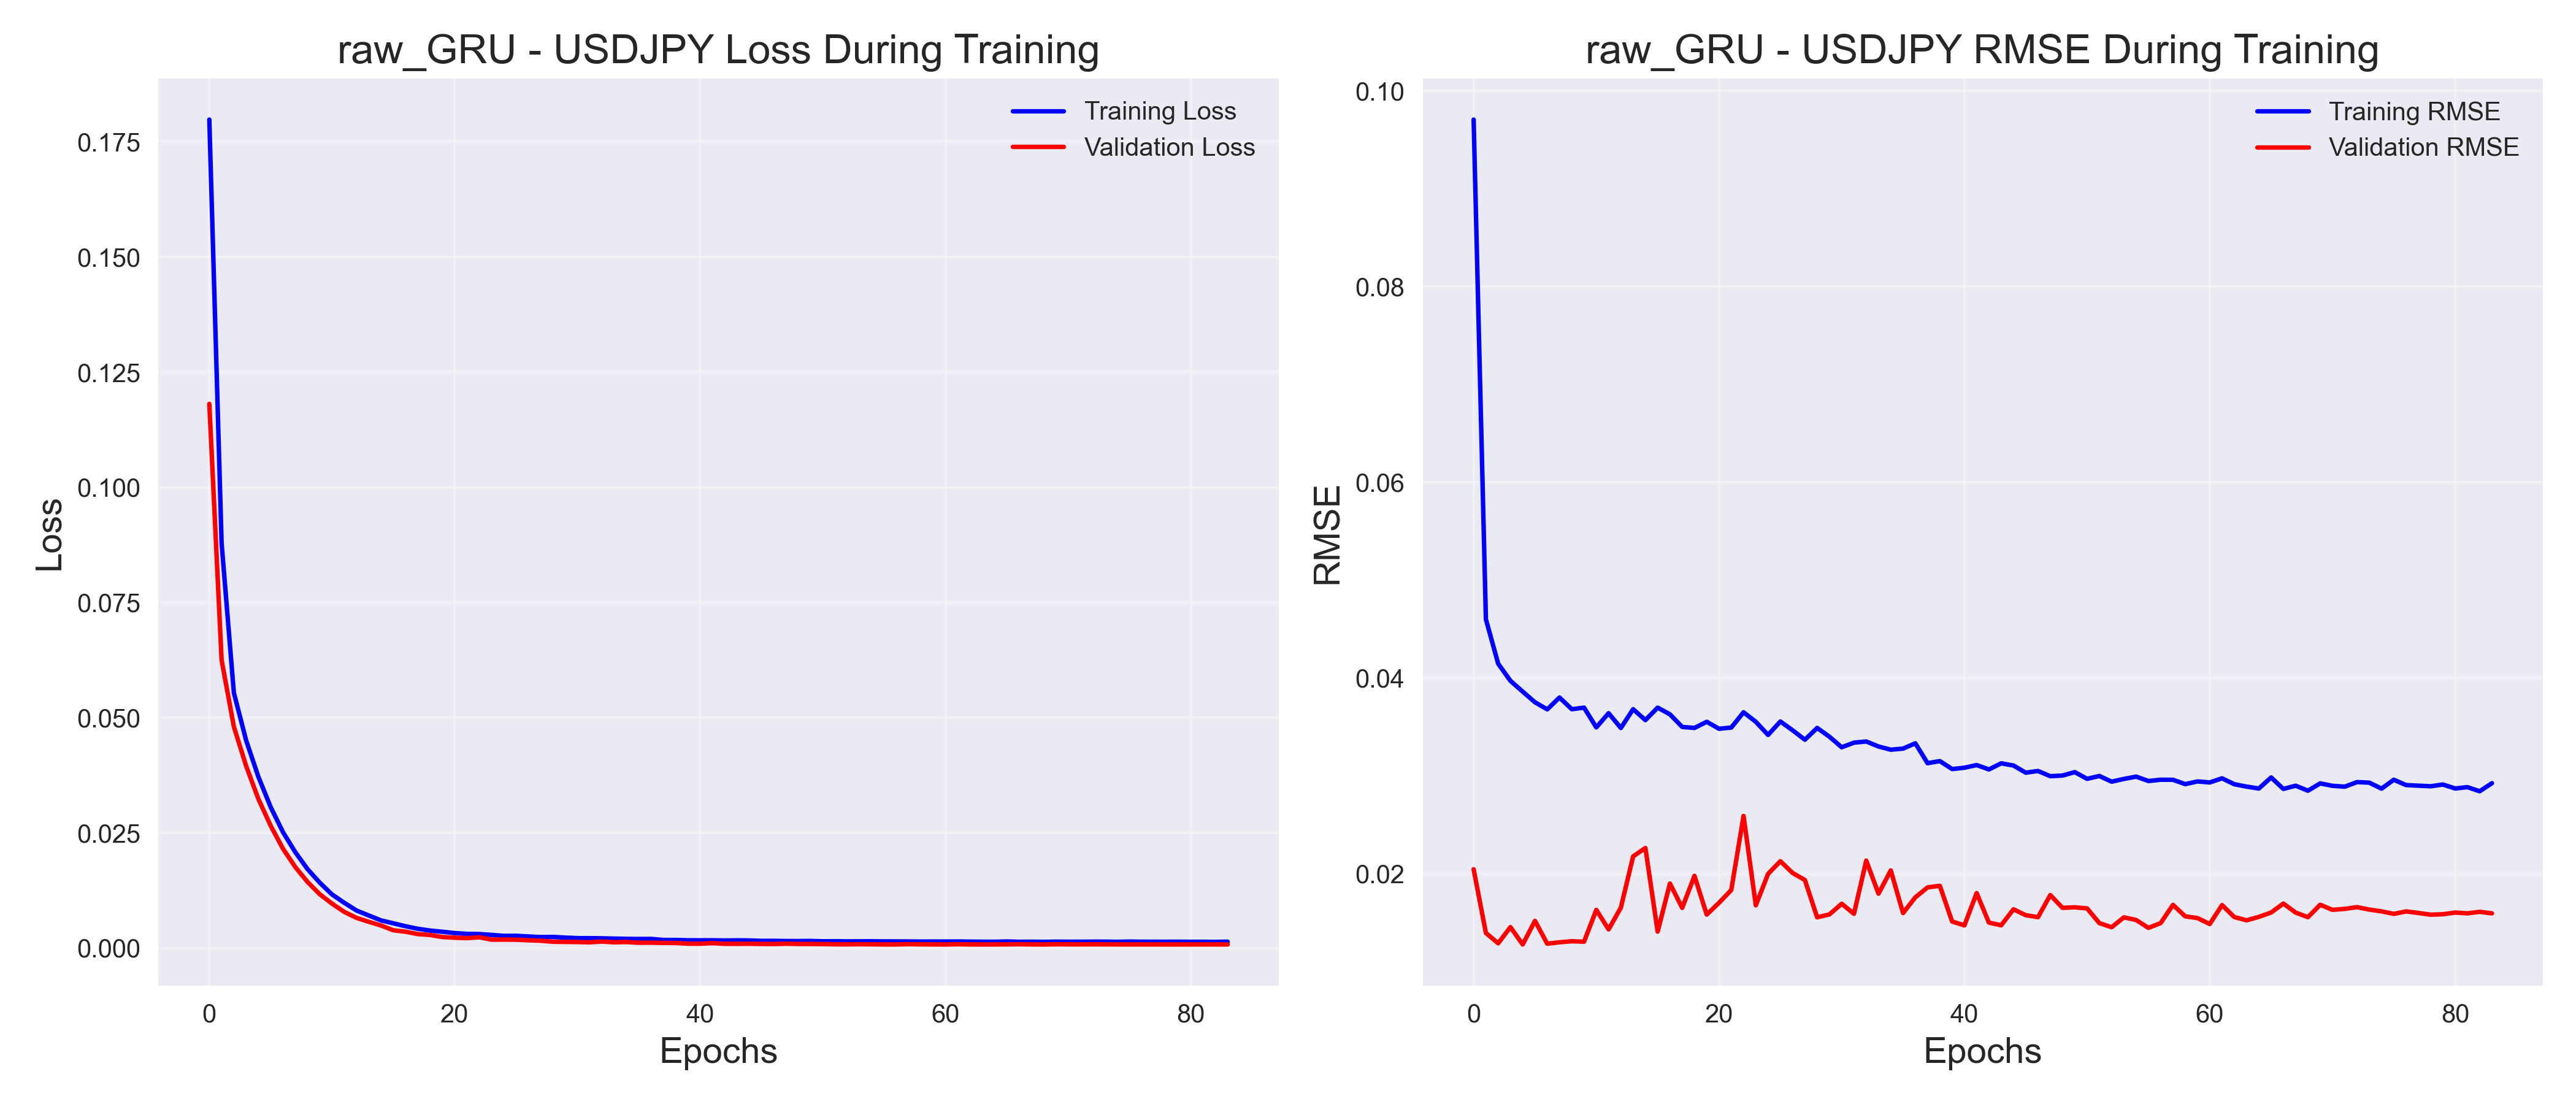 raw_GRU - USDJPY Loss During Training
Training Loss
Validation Loss
0.175
0.150
0.125
0.100
0.075
0.050
0.025
0.000
Loss
0
20
40
60
80
Epochs
raw_GRU - USDJPY RMSE During Training
Training RMSE
Validation RMSE
0.10
0.08
0.06
0.04
0.02
RMSE
0
20
40
60
80
Epochs